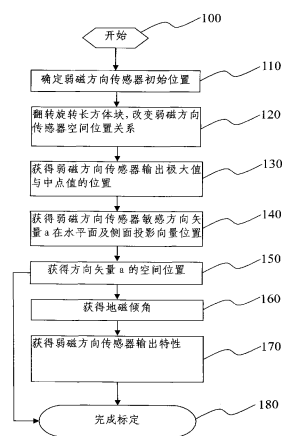 100
开始
110
确定弱磁方向传感器初始位置
120
翻转旋转长方体块,改变弱磁方向
传感器空间位置关系
130
获得弱磁方向传感器输出极大值
与中点值的位置
140
获得弱磁方向传感器敏感方向矢
量a在水平面及侧面投影向量位置
150
获得方向矢量a的空间位置
160
获得地磁倾角
170
获得弱磁方向传感器输出特性
180
完成标定